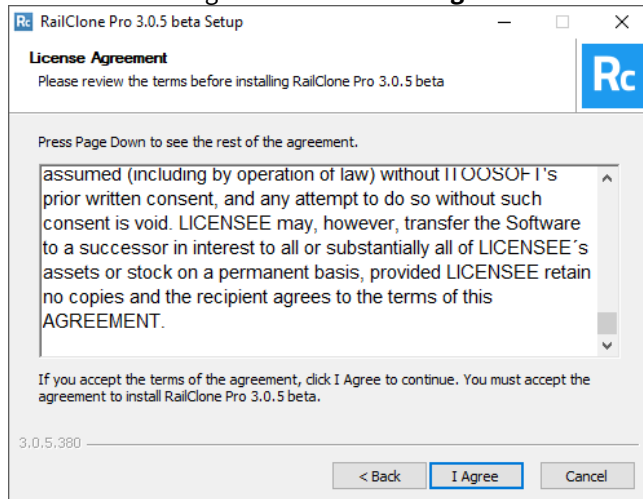 RailClone Pro 3.0.5 beta Setup
License Agreement
Please review the terms before installing RailClone Pro 3.0.5 beta
Rc
Press Page Down to see the rest of the agreement.
assumed (including by operation of law) without ITOOSOFT's
prior written consent, and any attempt to do so without such
consent is void. LICENSEE may, however, transfer the Software
to a successor in interest to all or substantially all of LICENSEE´s
assets or stock on a permanent basis, provided LICENSEE retain
no copies and the recipient agrees to the terms of this
AGREEMENT.
If you accept the terms of the agreement, click I Agree to continue. You must accept the
agreement to install RailClone Pro 3.0.5 beta.
3.0.5.380
< Back I Agree Cancel